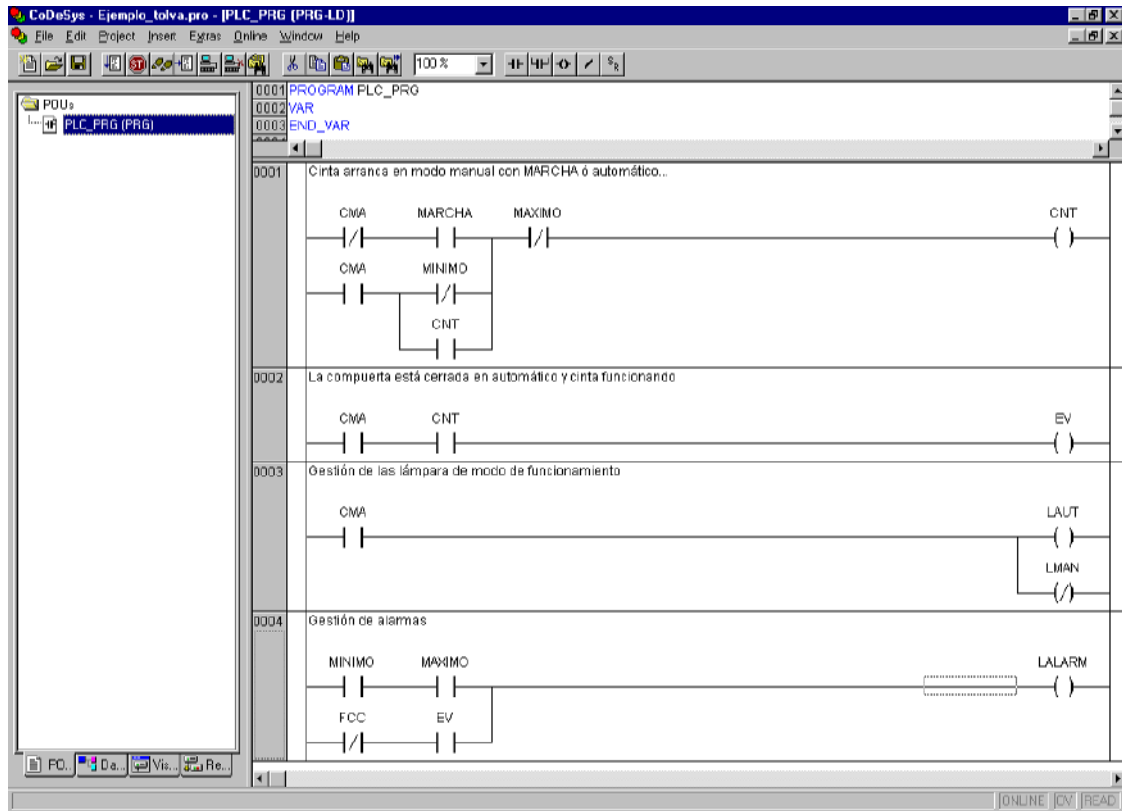 CoDeSys - Ejemplo_tolva.pro - [PLC_PRG (PRG-LD)]
File Edit Project Insert Extras Online Window Help
100 %
POUs
PLC_PRG (PRG)
0001 PROGRAM PLC_PRG
0002 VAR
0003 END_VAR
0001 Cinta arranca en modo manual con MARCHA ó automático...
CMA MARCHA MAXIMO CNT
CMA MINIMO
CNT
0002 La compuerta está cerrada en automático y cinta funcionando
CMA CNT EV
0003 Gestión de las lámpara de modo de funcionamiento
CMA LAUT
LMAN
0004 Gestión de alarmas
MINIMO MAXIMO LALARM
FCC EV
PO... Da... Vis... Re...
ONLINE OV READ